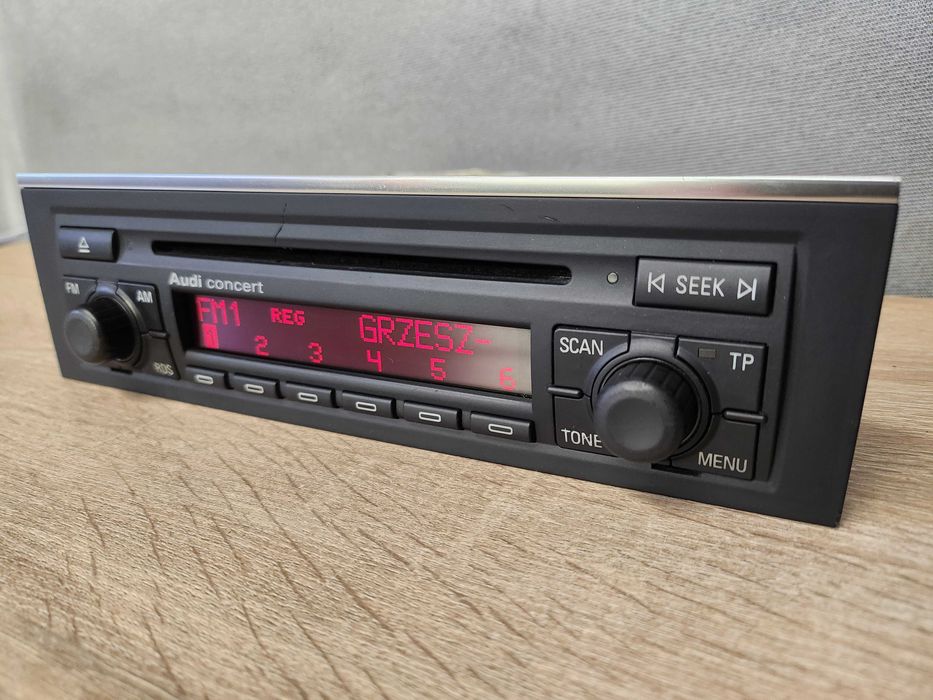 Audi concert
SEEK
FM AM
FM1 REG GRZESZ-
1 2 3 4 5 6
RDS
SCAN TP
TONE MENU